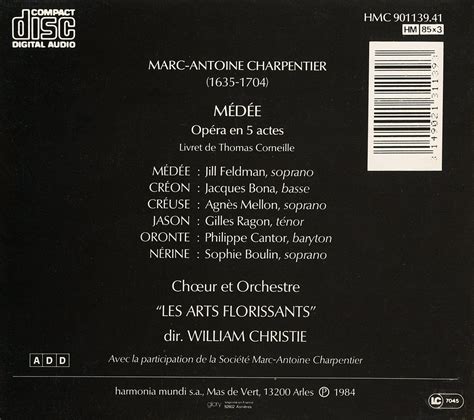 COMPACT
disc
DIGITAL AUDIO
HMC 901139.41
HM 85x3
MARC-ANTOINE CHARPENTIER
(1635-1704)
MÉDÉE
Opéra en 5 actes
Livret de Thomas Corneille
MÉDÉE : Jill Feldman, soprano
CRÉON : Jacques Bona, basse
CRÉUSE : Agnès Mellon, soprano
JASON : Gilles Ragon, ténor
ORONTE : Philippe Cantor, baryton
NÉRINE : Sophie Boulin, soprano
Chœur et Orchestre
“LES ARTS FLORISSANTS”
dir. WILLIAM CHRISTIE
Avec la participation de la Société Marc-Antoine Charpentier
A D D
harmonia mundi s.a., Mas de Vert, 13200 Arles Ⓟ 1984
LC 7045
3 149021 311393